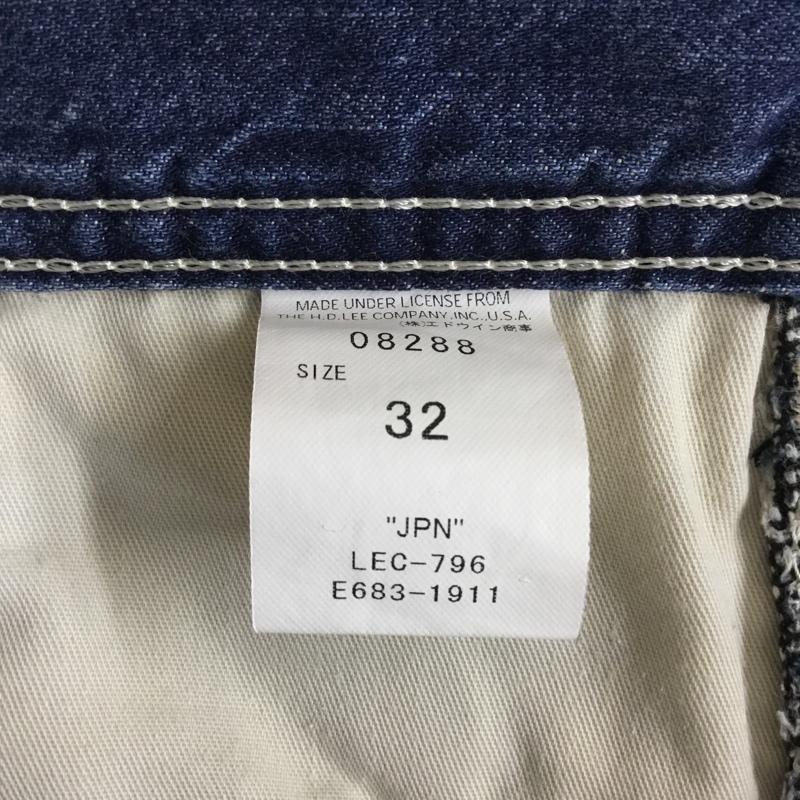 MADE UNDER LICENSE FROM
THE H.D.LEE COMPANY,INC.,U.S.A.
(株)エドウイン商事
08288
SIZE
32
"JPN"
LEC-796
E683-1911